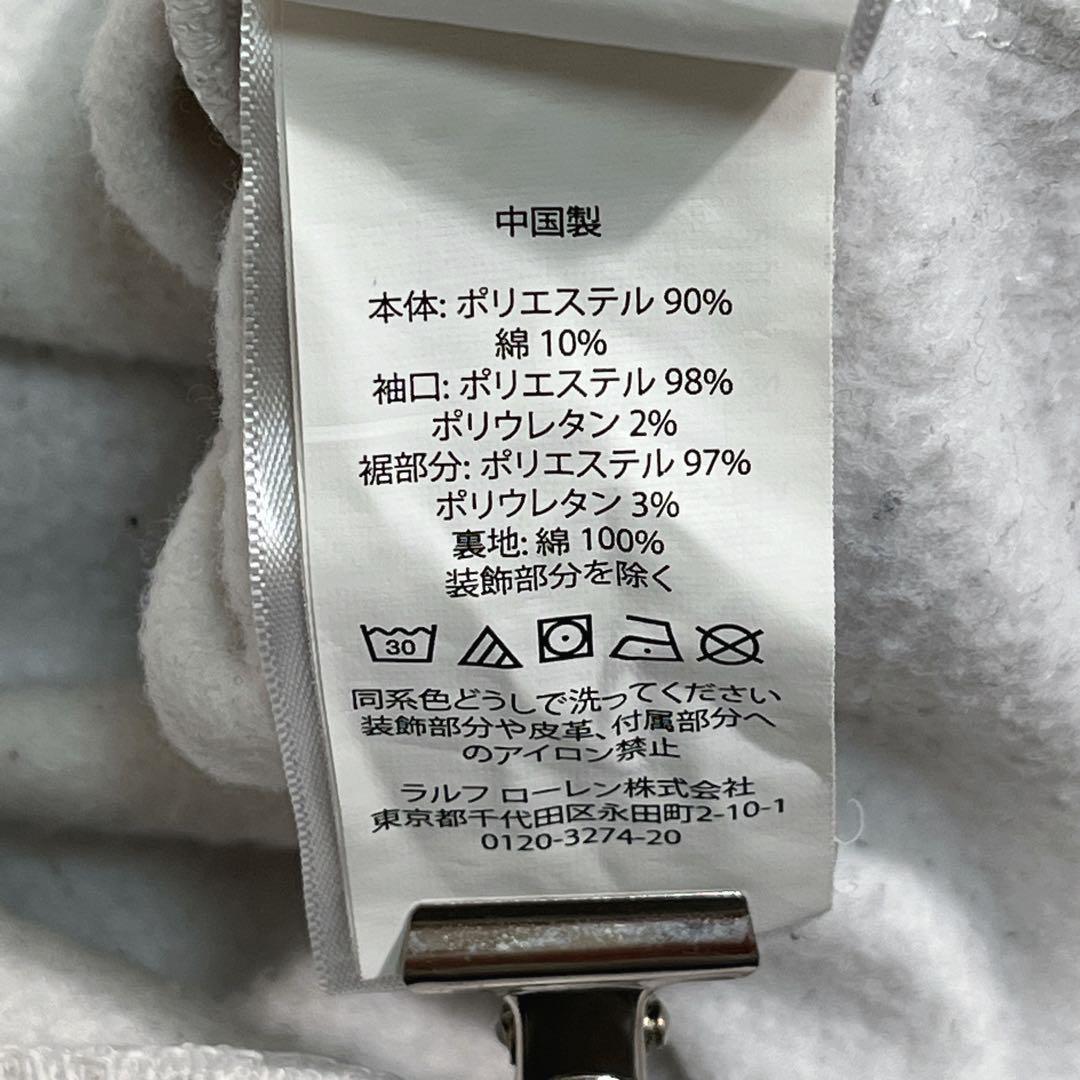 中国製
本体: ポリエステル 90%
綿 10%
袖口: ポリエステル 98%
ポリウレタン 2%
裾部分: ポリエステル 97%
ポリウレタン 3%
裏地: 綿 100%
装飾部分を除く
30
同系色どうしで洗ってください
装飾部分や皮革、付属部分へ
のアイロン禁止
ラルフ ローレン株式会社
東京都千代田区永田町2-10-1
0120-3274-20